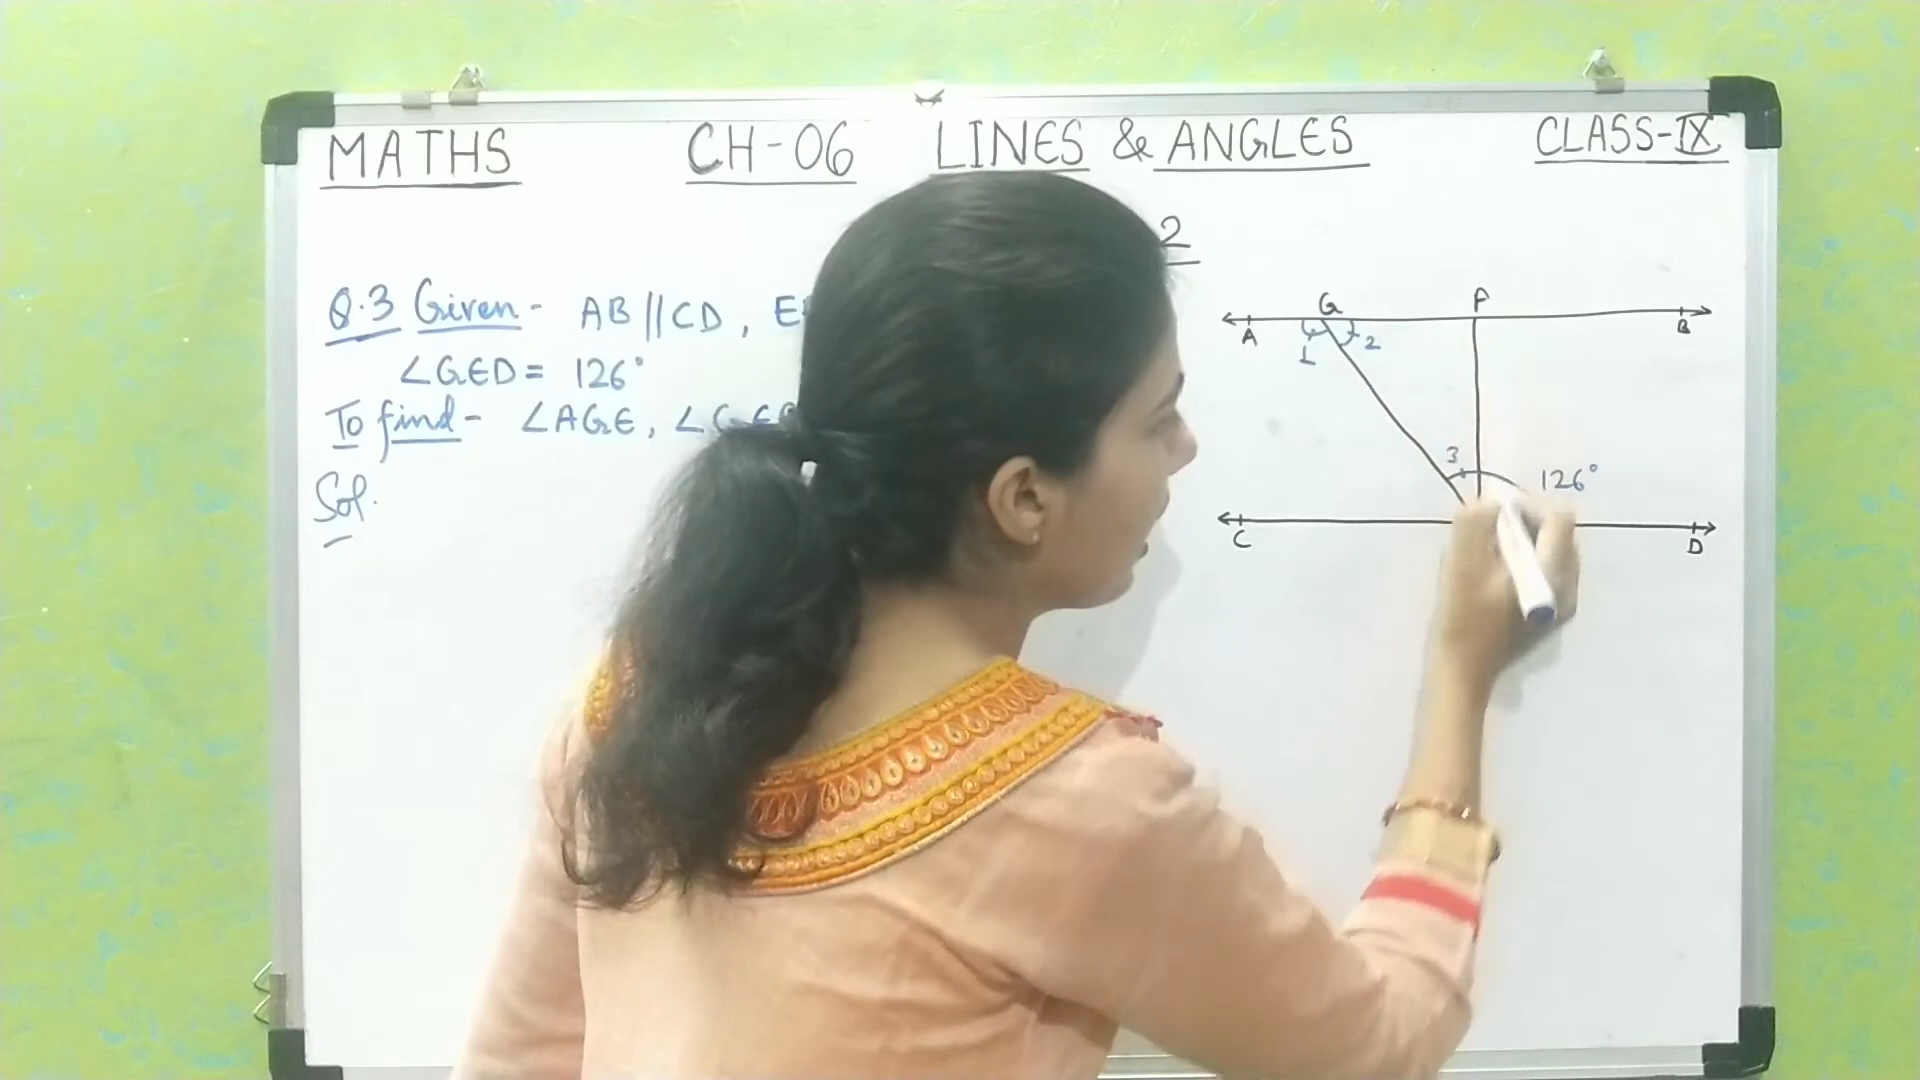 MATHS CH-06 LINES & ANGLES CLASS-IX
2
Q.3 Given - AB || CD,
∠GED = 126°
To find - ∠AGE,
Sol.
G F
A B
1 2
3 126°
C D